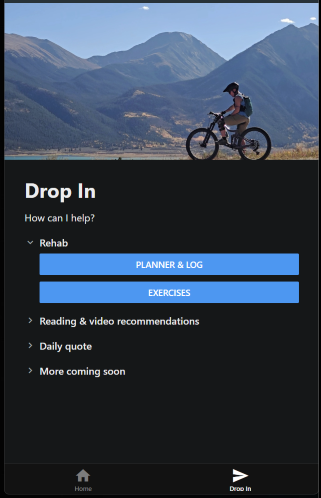 Drop In
How can I help?
Rehab
PLANNER & LOG
EXERCISES
Reading & video recommendations
Daily quote
More coming soon
Home
Drop In